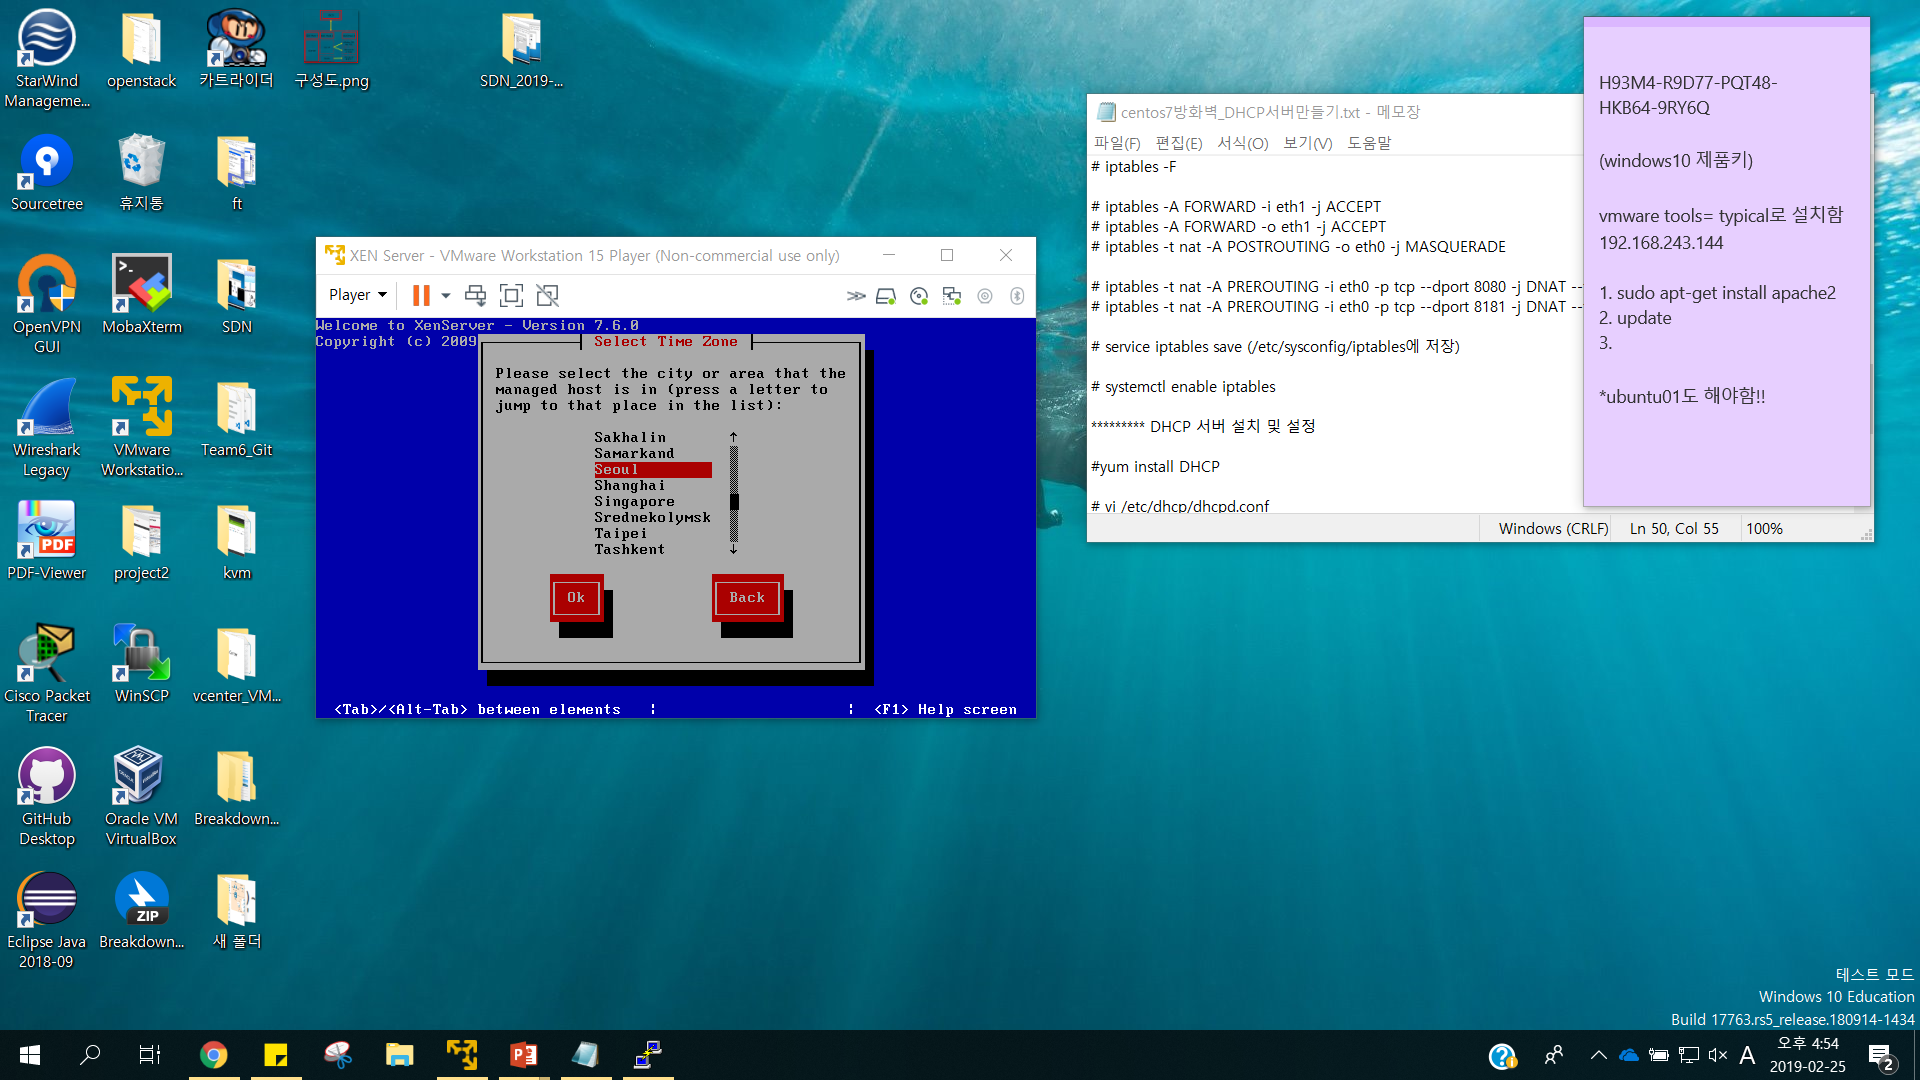 StarWind
Manageme...
openstack
카트라이더
구성도.png
SDN_2019-...
Sourcetree
휴지통
ft
OpenVPN
GUI
MobaXterm
SDN
Wireshark
Legacy
VMware
Workstatio...
Team6_Git
PDF-Viewer
project2
kvm
Cisco Packet
Tracer
WinSCP
vcenter_VM...
GitHub
Desktop
Oracle VM
VirtualBox
Breakdown...
Eclipse Java
2018-09
ZIP
Breakdown...
새 폴더
XEN Server - VMware Workstation 15 Player (Non-commercial use only)
Player
Welcome to XenServer - Version 7.6.0
Copyright (c) 2009
Select Time Zone
Please select the city or area that the
managed host is in (press a letter to
jump to that place in the list):
Sakhalin
Samarkand
Seoul
Shanghai
Singapore
Srednekolymsk
Taipei
Tashkent
Ok
Back
<Tab>/<Alt-Tab> between elements | | <F1> Help screen
centos7방화벽_DHCP서버만들기.txt - 메모장
파일(F) 편집(E) 서식(O) 보기(V) 도움말
# iptables -F
# iptables -A FORWARD -i eth1 -j ACCEPT
# iptables -A FORWARD -o eth1 -j ACCEPT
# iptables -t nat -A POSTROUTING -o eth0 -j MASQUERADE
# iptables -t nat -A PREROUTING -i eth0 -p tcp --dport 8080 -j DNAT --
# iptables -t nat -A PREROUTING -i eth0 -p tcp --dport 8181 -j DNAT --
# service iptables save (/etc/sysconfig/iptables에 저장)
# systemctl enable iptables
********* DHCP 서버 설치 및 설정
#yum install DHCP
# vi /etc/dhcp/dhcpd.conf
Windows (CRLF)
Ln 50, Col 55
100%
H93M4-R9D77-PQT48-
HKB64-9RY6Q
(windows10 제품키)
vmware tools= typical로 설치함
192.168.243.144
1. sudo apt-get install apache2
2. update
3.
*ubuntu01도 해야함!!
테스트 모드
Windows 10 Education
Build 17763.rs5_release.180914-1434
A
오후 4:54
2019-02-25
2